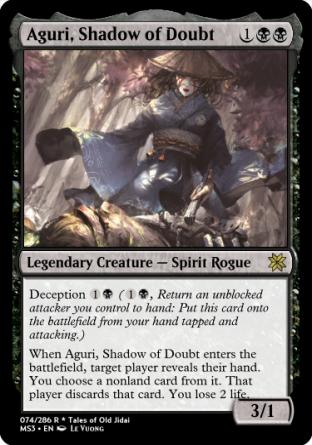 Aguri, Shadow of Doubt 1
Legendary Creature — Spirit Rogue
Deception 1 ( 1 , Return an unblocked
attacker you control to hand: Put this card onto
the battlefield from your hand tapped and
attacking.)
When Aguri, Shadow of Doubt enters the
battlefield, target player reveals their hand.
You choose a nonland card from it. That
player discards that card. You lose 2 life.
3/1
074/286 R * Tales of Old Jidai
MS3 • EN Le Vuong